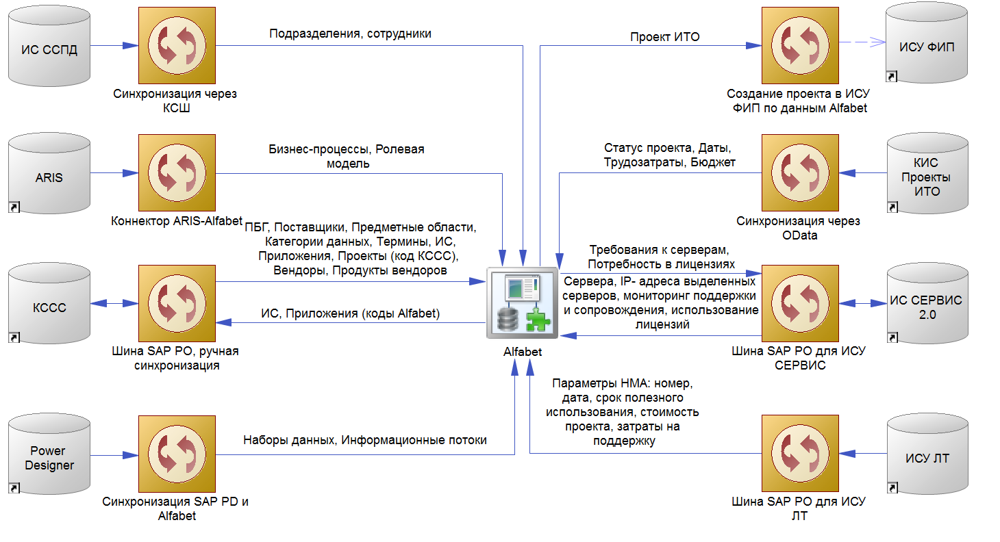 ИС ССПД
Синхронизация через
КСШ
Подразделения, сотрудники
Проект ИТО
Создание проекта в ИСУ
ФИП по данным Alfabet
ИСУ ФИП
ARIS
Коннектор ARIS-Alfabet
Бизнес-процессы, Ролевая
модель
Статус проекта, Даты,
Трудозатраты, Бюджет
Синхронизация через
OData
КИС
Проекты
ИТО
КССС
Шина SAP PO, ручная
синхронизация
ПБГ, Поставщики, Предметные области,
Категории данных, Термины, ИС,
Приложения, Проекты (код КССС),
Вендоры, Продукты вендоров
ИС, Приложения (коды Alfabet)
Alfabet
Требования к серверам,
Потребность в лицензиях
Сервера, IP- адреса выделенных
серверов, мониторинг поддержки
и сопровождения, использование
лицензий
Шина SAP PO для ИСУ
СЕРВИС
ИС СЕРВИС
2.0
Power
Designer
Синхронизация SAP PD и
Alfabet
Наборы данных, Информационные потоки
Параметры НМА: номер,
дата, срок полезного
использования, стоимость
проекта, затраты на
поддержку
Шина SAP PO для ИСУ
ЛТ
ИСУ ЛТ